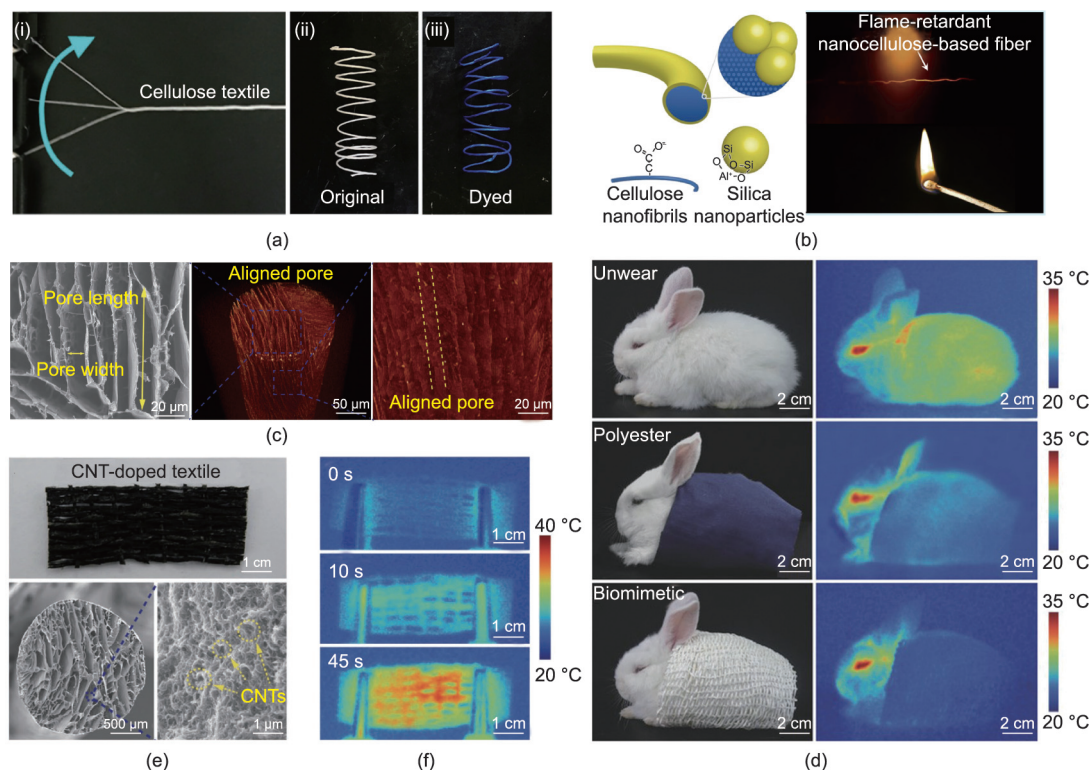 (i)
Cellulose textile
(ii)
Original
(iii)
Dyed
(a)
Flame-retardant
nanocellulose-based fiber
O
O-
C
Cellulose
nanofibrils
Si
O
O
Si
Al+
O
Silica
nanoparticles
(b)
Pore length
Pore width
20 μm
Aligned pore
50 μm
Aligned pore
20 μm
(c)
Unwear
2 cm
2 cm
35 °C
20 °C
Polyester
2 cm
2 cm
35 °C
20 °C
Biomimetic
2 cm
2 cm
35 °C
20 °C
(d)
CNT-doped textile
1 cm
500 μm
CNTs
1 μm
(e)
0 s
1 cm
10 s
1 cm
45 s
1 cm
40 °C
20 °C
(f)